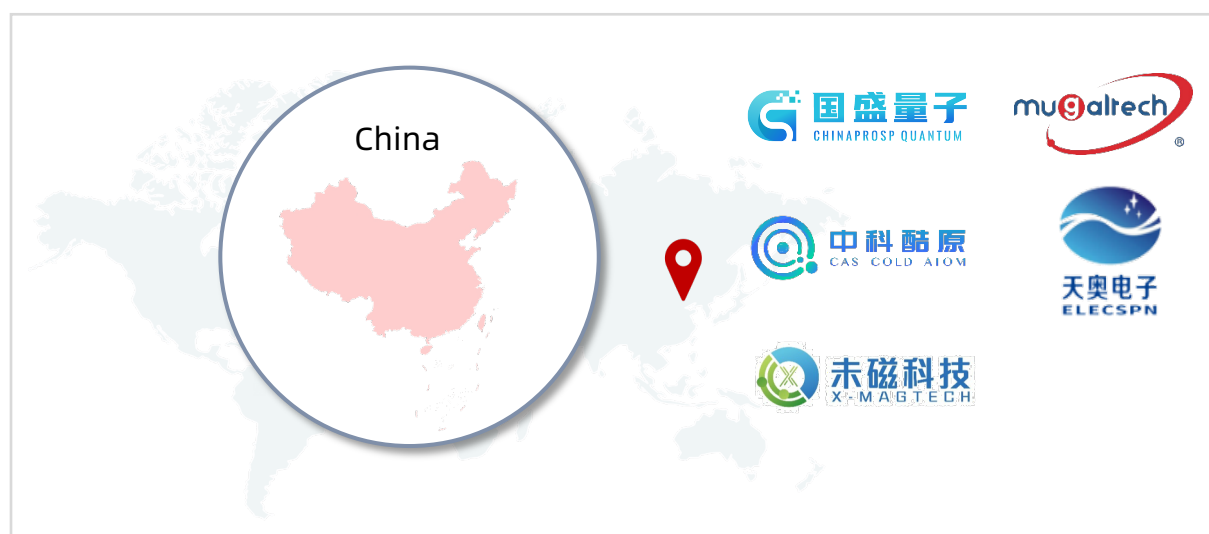 China
国盛量子
CHINAPROSP QUANTUM
mugaltech
®
中科酷原
CAS COLD ATOM
天奥电子
ELECSPN
未磁科技
X-MAGTECH